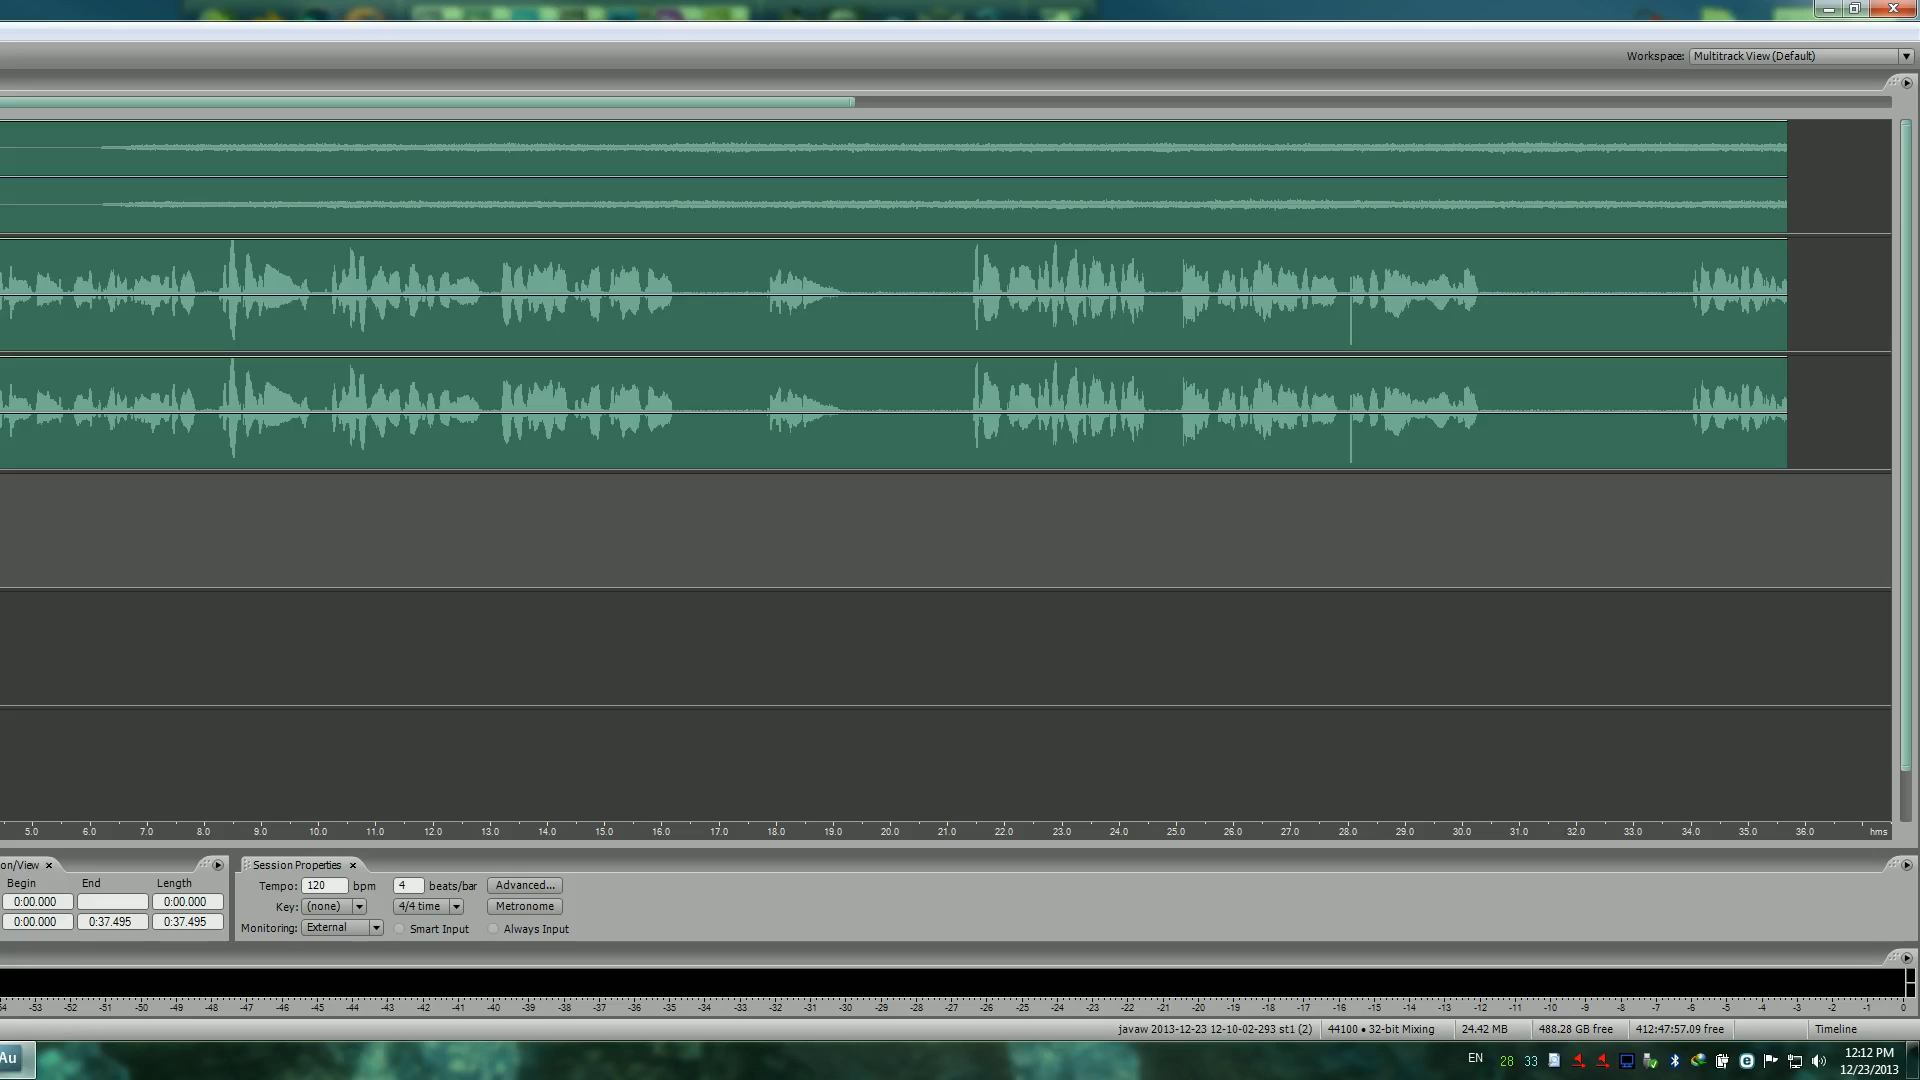 Workspace: Multitrack View (Default)
5.0 6.0 7.0 8.0 9.0 10.0 11.0 12.0 13.0 14.0 15.0 16.0 17.0 18.0 19.0 20.0 21.0 22.0 23.0 24.0 25.0 26.0 27.0 28.0 29.0 30.0 31.0 32.0 33.0 34.0 35.0 36.0 hms
on/View
Begin End Length
0:00.000 0:00.000
0:00.000 0:37.495 0:37.495
Session Properties
Tempo: 120 bpm 4 beats/bar Advanced...
Key: (none) 4/4 time Metronome
Monitoring: External Smart Input Always Input
54 -53 -52 -51 -50 -49 -48 -47 -46 -45 -44 -43 -42 -41 -40 -39 -38 -37 -36 -35 -34 -33 -32 -31 -30 -29 -28 -27 -26 -25 -24 -23 -22 -21 -20 -19 -18 -17 -16 -15 -14 -13 -12 -11 -10 -9 -8 -7 -6 -5 -4 -3 -2 -1 0
javaw 2013-12-23 12-10-02-293 st1 (2) 44100 • 32-bit Mixing 24.42 MB 488.28 GB free 412:47:57.09 free Timeline
Au EN 28 33 12:12 PM
12/23/2013